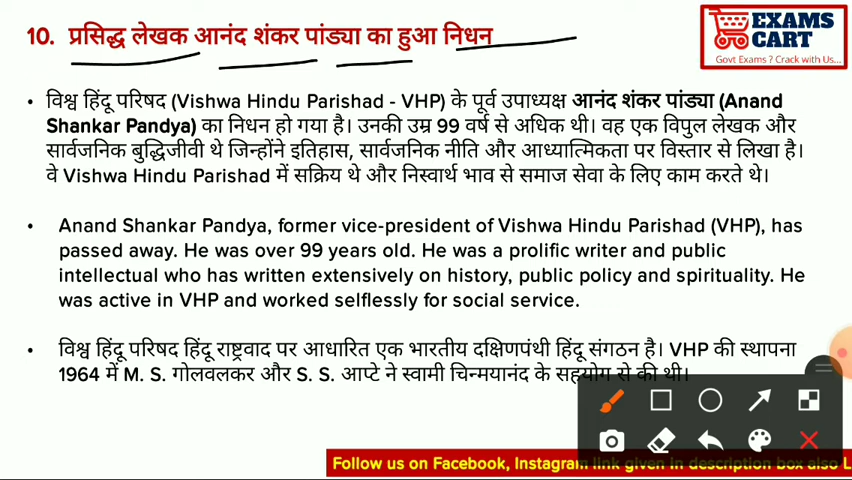 10. प्रसिद्ध लेखक आनंद शंकर पांड्या का हुआ निधन
EXAMS
CART
Govt Exams ? Crack with Us...
• विश्व हिंदू परिषद (Vishwa Hindu Parishad - VHP) के पूर्व उपाध्यक्ष आनंद शंकर पांड्या (Anand
Shankar Pandya) का निधन हो गया है। उनकी उम्र 99 वर्ष से अधिक थी। वह एक विपुल लेखक और
सार्वजनिक बुद्धिजीवी थे जिन्होंने इतिहास, सार्वजनिक नीति और आध्यात्मिकता पर विस्तार से लिखा है।
वे Vishwa Hindu Parishad में सक्रिय थे और निस्वार्थ भाव से समाज सेवा के लिए काम करते थे।
• Anand Shankar Pandya, former vice-president of Vishwa Hindu Parishad (VHP), has
passed away. He was over 99 years old. He was a prolific writer and public
intellectual who has written extensively on history, public policy and spirituality. He
was active in VHP and worked selflessly for social service.
• विश्व हिंदू परिषद हिंदू राष्ट्रवाद पर आधारित एक भारतीय दक्षिणपंथी हिंदू संगठन है। VHP की स्थापना
1964 में M. S. गोलवलकर और S. S. आप्टे ने स्वामी चिन्मयानंद के सहयोग से की थी।
Follow us on Facebook, Instagram link given in description box also L